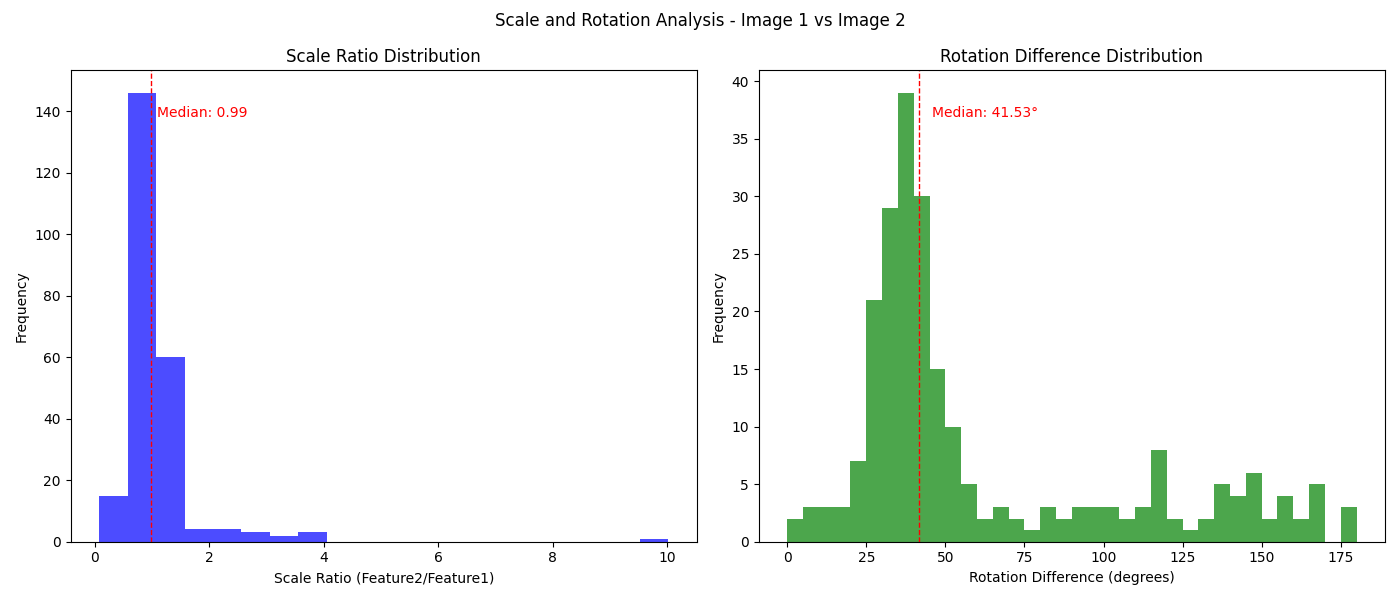 Scale and Rotation Analysis - Image 1 vs Image 2
Scale Ratio Distribution
Median: 0.99
Frequency
0
20
40
60
80
100
120
140
0 2 4 6 8 10
Scale Ratio (Feature2/Feature1)
Rotation Difference Distribution
Median: 41.53°
Frequency
0
5
10
15
20
25
30
35
40
0 25 50 75 100 125 150 175
Rotation Difference (degrees)